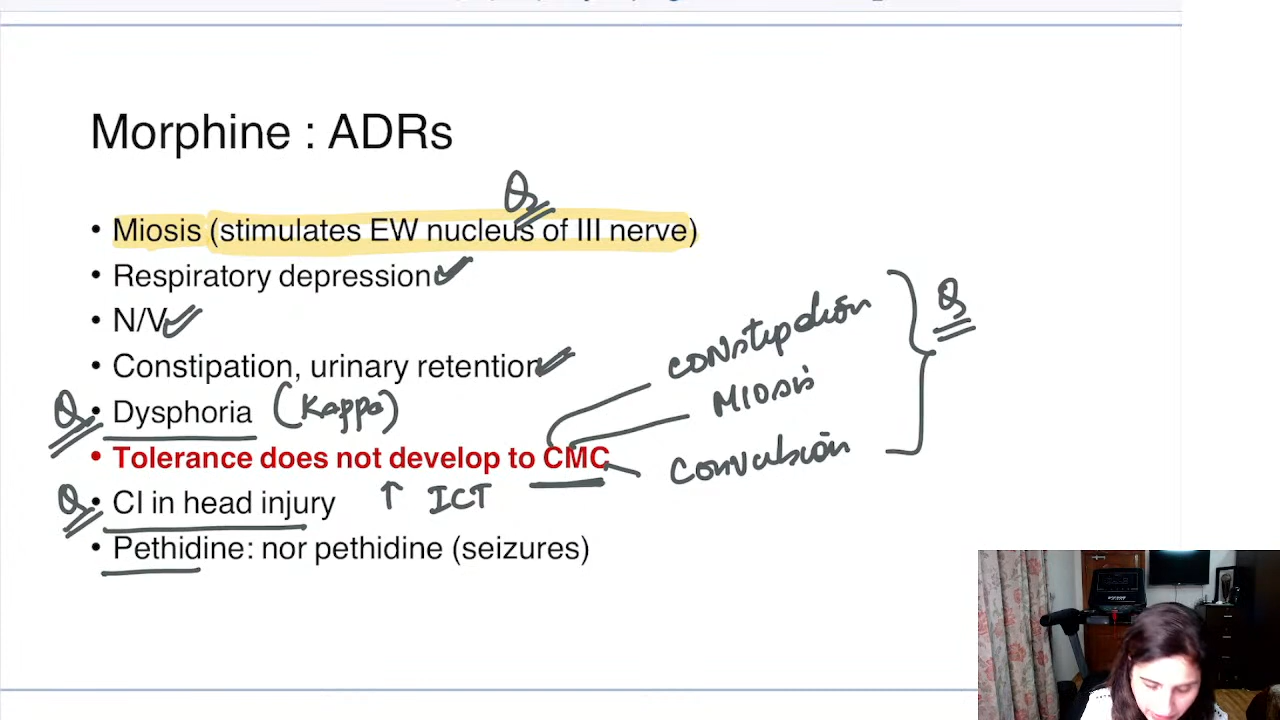 Morphine : ADRs
Q
• Miosis (stimulates EW nucleus of III nerve)
• Respiratory depression
• N/V
• Constipation, urinary retention
Q • Dysphoria (Kappa)
• Tolerance does not develop to CMC
constipation
Miosis
convulsion
Q
Q • CI in head injury ↑ ICT
• Pethidine: nor pethidine (seizures)